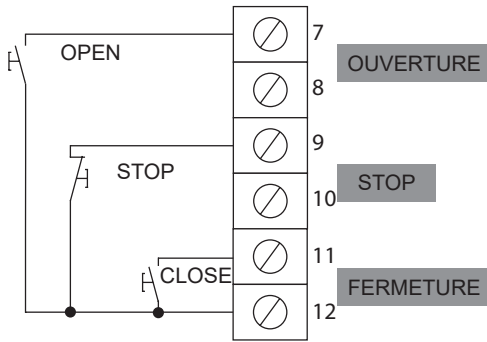 7
OPEN
OUVERTURE
8
9
STOP
STOP
10
11
CLOSE
FERMETURE
12